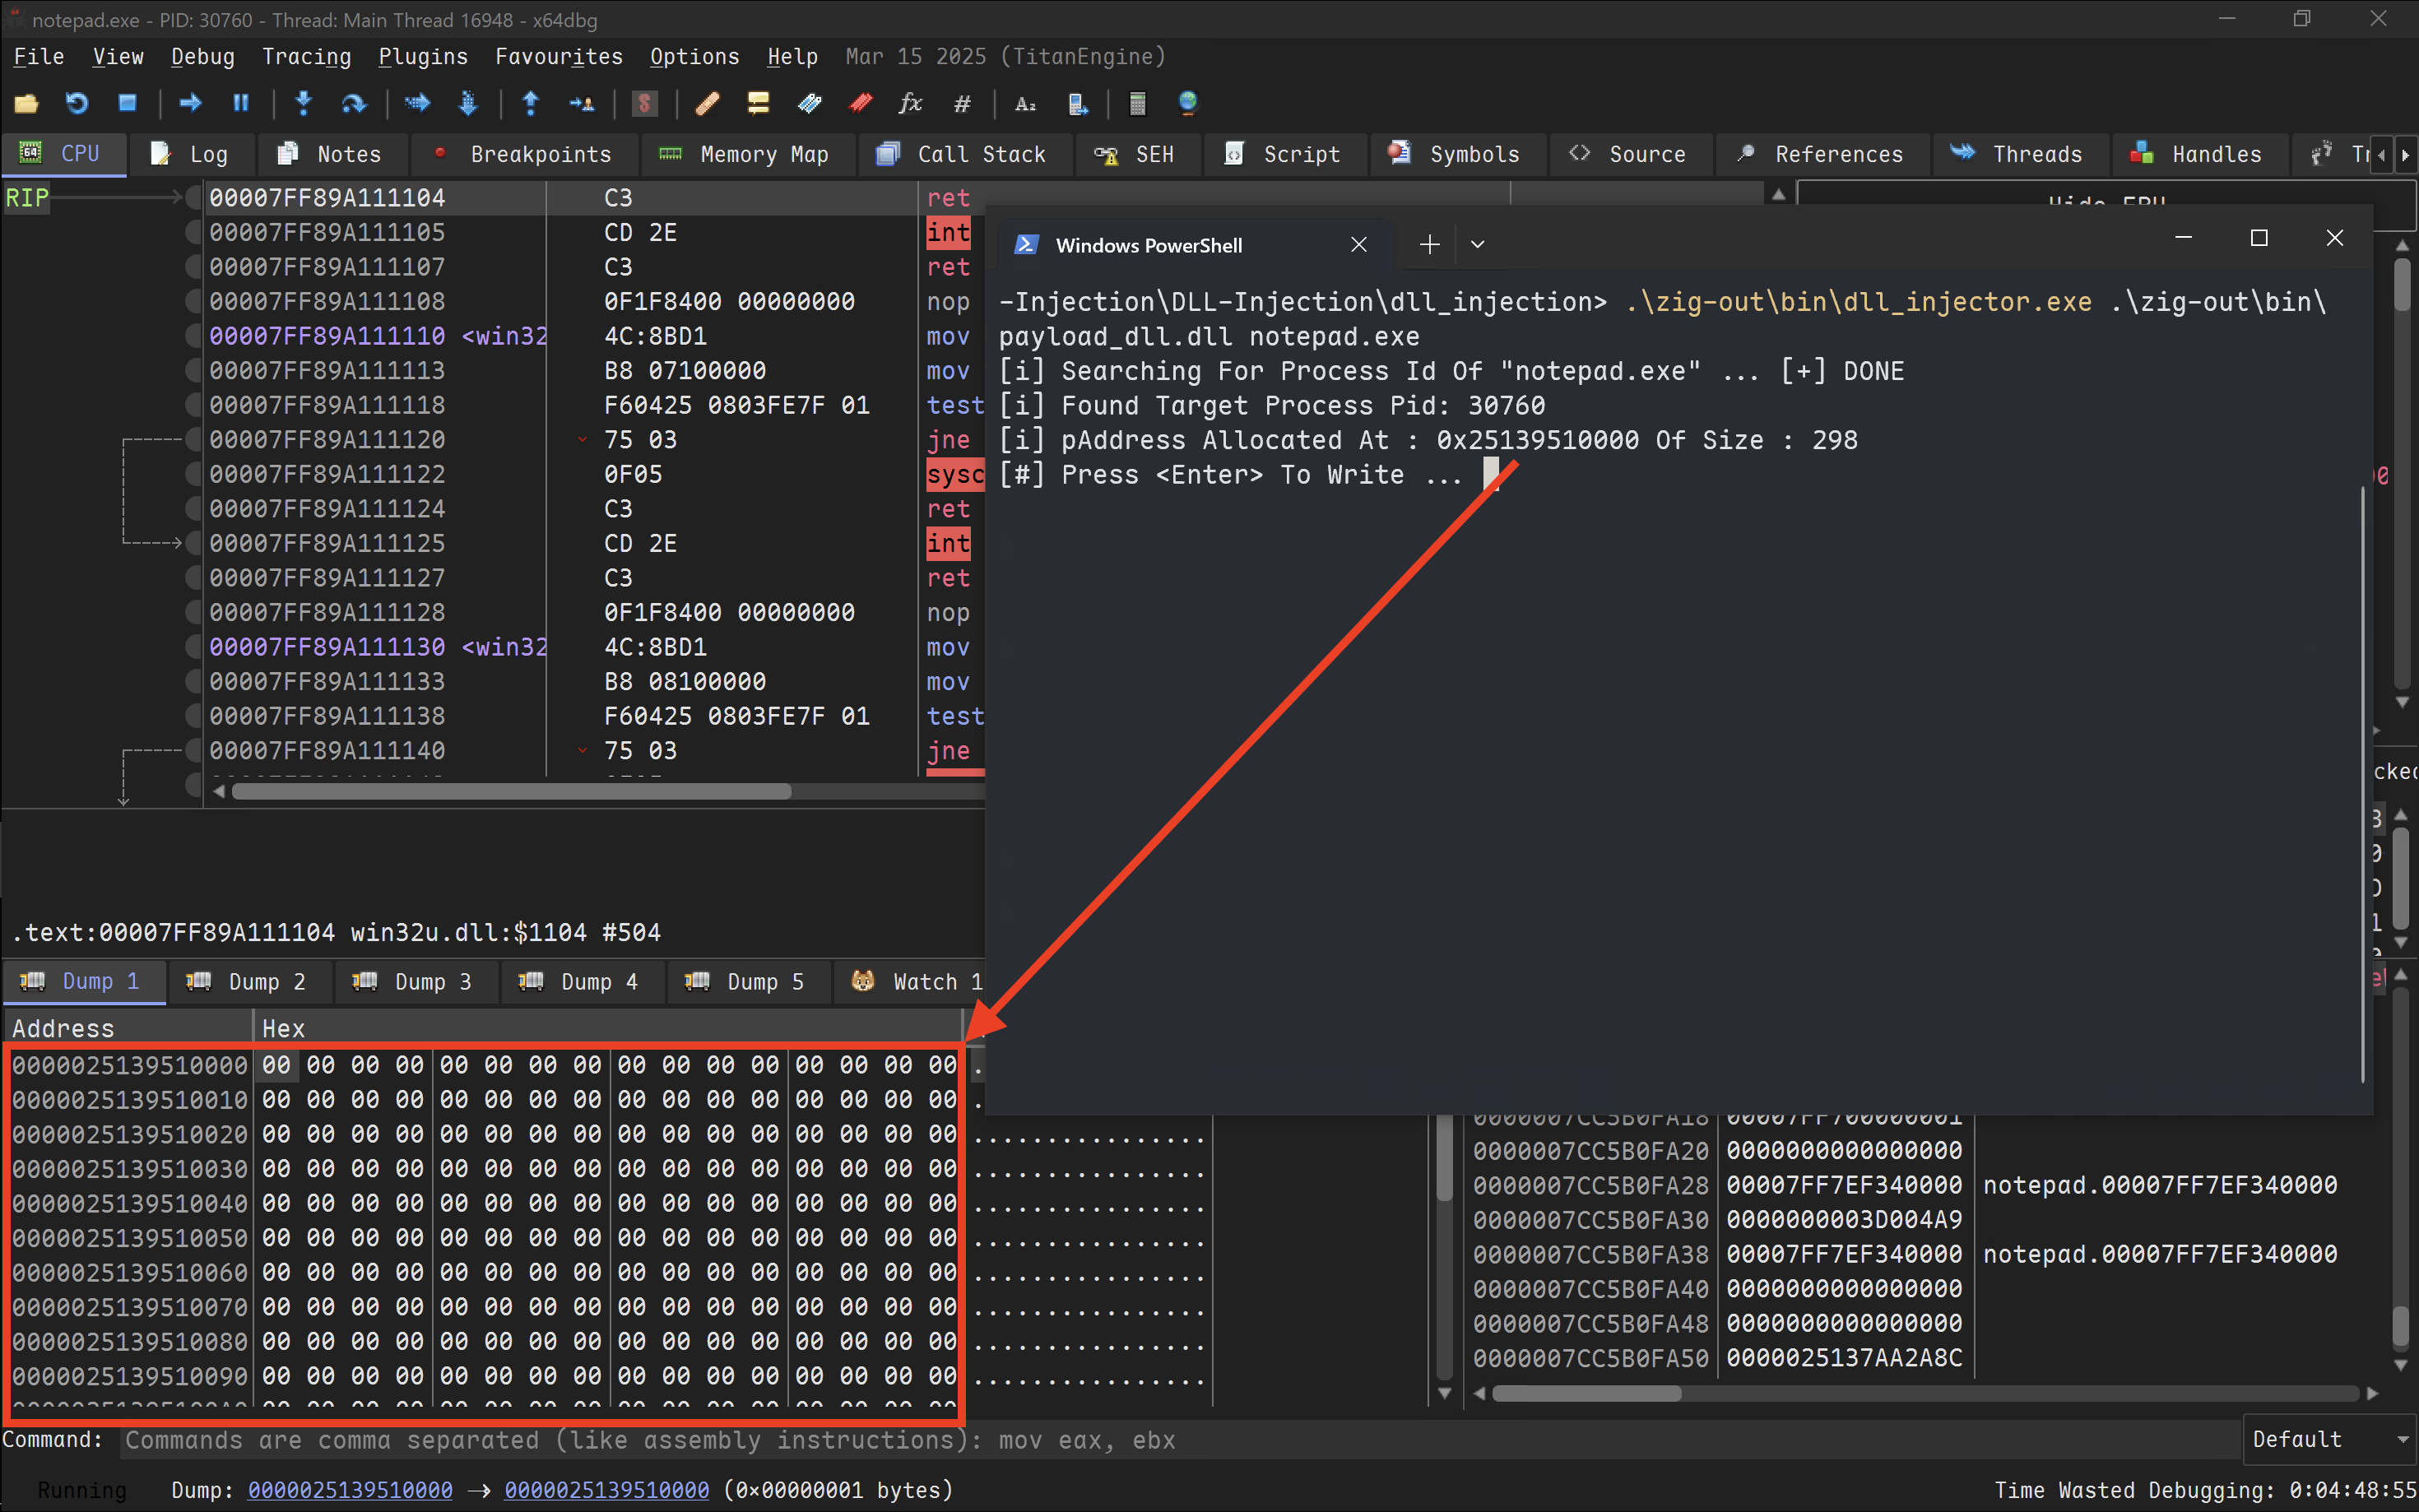 notepad.exe - PID: 30760 - Thread: Main Thread 16948 - x64dbg
File View Debug Tracing Plugins Favourites Options Help Mar 15 2025 (TitanEngine)
CPU Log Notes Breakpoints Memory Map Call Stack SEH Script Symbols Source References Threads Handles
RIP
00007FF89A111104 C3 ret
00007FF89A111105 CD 2E int
00007FF89A111107 C3 ret
00007FF89A111108 0F1F8400 00000000 nop
00007FF89A111110 <win32 4C:8BD1 mov
00007FF89A111113 B8 07100000 mov
00007FF89A111118 F60425 0803FE7F 01 test
00007FF89A111120 75 03 jne
00007FF89A111122 0F05 sysc
00007FF89A111124 C3 ret
00007FF89A111125 CD 2E int
00007FF89A111127 C3 ret
00007FF89A111128 0F1F8400 00000000 nop
00007FF89A111130 <win32 4C:8BD1 mov
00007FF89A111133 B8 08100000 mov
00007FF89A111138 F60425 0803FE7F 01 test
00007FF89A111140 75 03 jne
Windows PowerShell
-Injection\DLL-Injection\dll_injection> .\zig-out\bin\dll_injector.exe .\zig-out\bin\
payload_dll.dll notepad.exe
[i] Searching For Process Id Of "notepad.exe" ... [+] DONE
[i] Found Target Process Pid: 30760
[i] pAddress Allocated At : 0x25139510000 Of Size : 298
[#] Press <Enter> To Write ...
.text:00007FF89A111104 win32u.dll:$1104 #504
Dump 1 Dump 2 Dump 3 Dump 4 Dump 5 Watch 1
Address Hex
0000025139510000 00 00 00 00 00 00 00 00 00 00 00 00 00 00 00 00 .
0000025139510010 00 00 00 00 00 00 00 00 00 00 00 00 00 00 00 00 .
0000025139510020 00 00 00 00 00 00 00 00 00 00 00 00 00 00 00 00 ................
0000025139510030 00 00 00 00 00 00 00 00 00 00 00 00 00 00 00 00 ................
0000025139510040 00 00 00 00 00 00 00 00 00 00 00 00 00 00 00 00 ................
0000025139510050 00 00 00 00 00 00 00 00 00 00 00 00 00 00 00 00 ................
0000025139510060 00 00 00 00 00 00 00 00 00 00 00 00 00 00 00 00 ................
0000025139510070 00 00 00 00 00 00 00 00 00 00 00 00 00 00 00 00 ................
0000025139510080 00 00 00 00 00 00 00 00 00 00 00 00 00 00 00 00 ................
0000025139510090 00 00 00 00 00 00 00 00 00 00 00 00 00 00 00 00 ................
0000007CC5B0FA18 00007FF700000001
0000007CC5B0FA20 0000000000000000
0000007CC5B0FA28 00007FF7EF340000 notepad.00007FF7EF340000
0000007CC5B0FA30 0000000003D004A9
0000007CC5B0FA38 00007FF7EF340000 notepad.00007FF7EF340000
0000007CC5B0FA40 0000000000000000
0000007CC5B0FA48 0000000000000000
0000007CC5B0FA50 0000025137AA2A8C
Command: Commands are comma separated (like assembly instructions): mov eax, ebx
Default
Running Dump: 0000025139510000 -> 0000025139510000 (0x00000001 bytes)
Time Wasted Debugging: 0:04:48:55